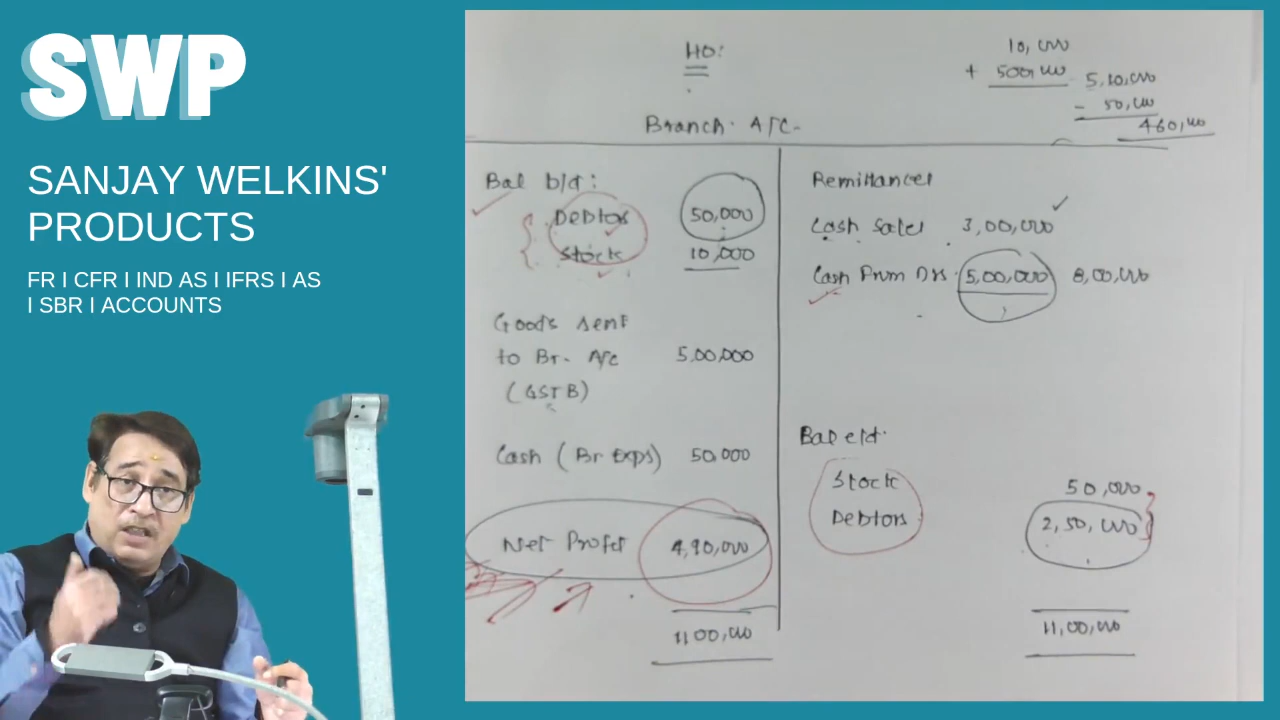 SWP
SANJAY WELKINS'
PRODUCTS
FR I CFR I IND AS I IFRS I AS
I SBR I ACCOUNTS
HO:
10,000
+ 500,000 5,10,000
- 50,000
460,000
Branch A/C
Bal b/d:
Debtors 50,000
Stock 10,000
Goods sent
to Br. A/c 5,00,000
(GSTB)
Cash (Br Exps) 50,000
Net Profit 4,90,000
1100,000
Remittances
Cash Sales 3,00,000
Cash From Drs. 5,00,000 8,00,000
Bal c/d.
Stock 50,000
Debtors 2,50,000
11,00,000